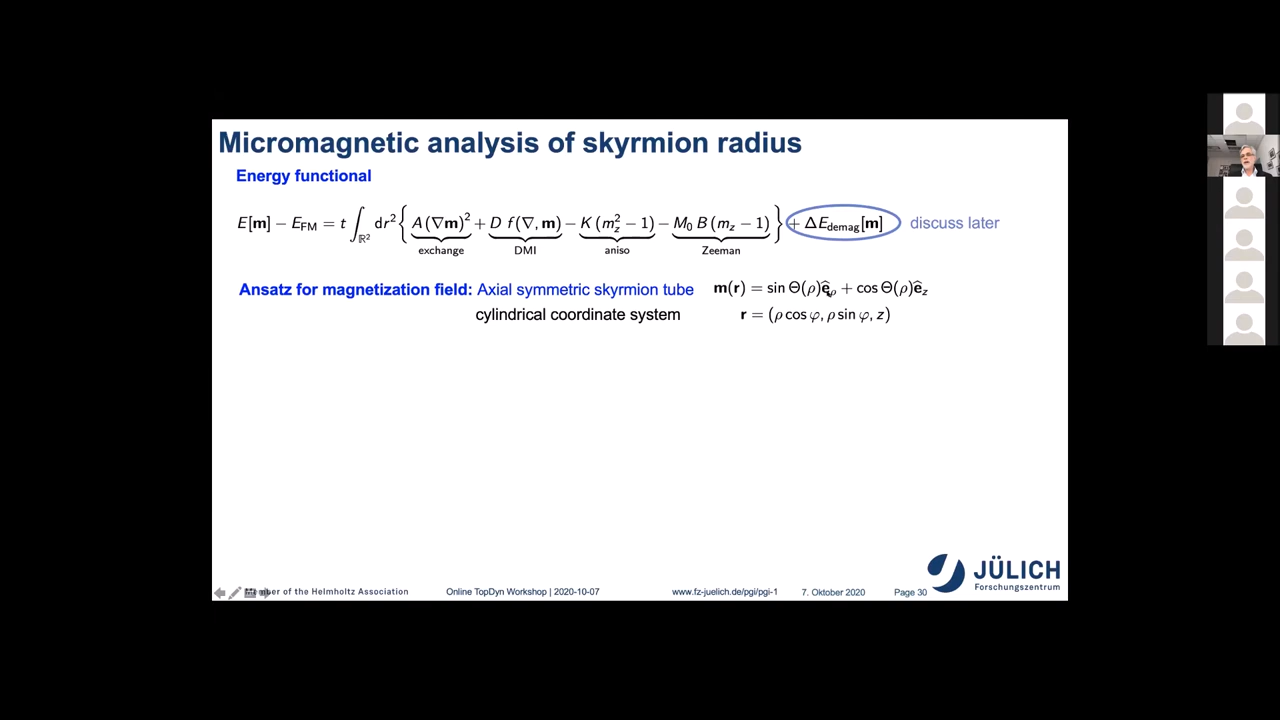 Micromagnetic analysis of skyrmion radius
Energy functional
E[m] − E_FM = t ∫_ℝ² dr² { A(∇m)² + D f(∇, m) − K(m_z² − 1) − M₀ B(m_z − 1) } + ΔE_demag[m] discuss later
exchange DMI aniso Zeeman
Ansatz for magnetization field: Axial symmetric skyrmion tube m(r) = sin Θ(ρ)ê_ρ + cos Θ(ρ)ê_z
cylindrical coordinate system r = (ρ cos φ, ρ sin φ, z)
JÜLICH
Forschungszentrum
of the Helmholtz Association Online TopDyn Workshop | 2020-10-07 www.fz-juelich.de/pgi/pgi-1 7. Oktober 2020 Page 30